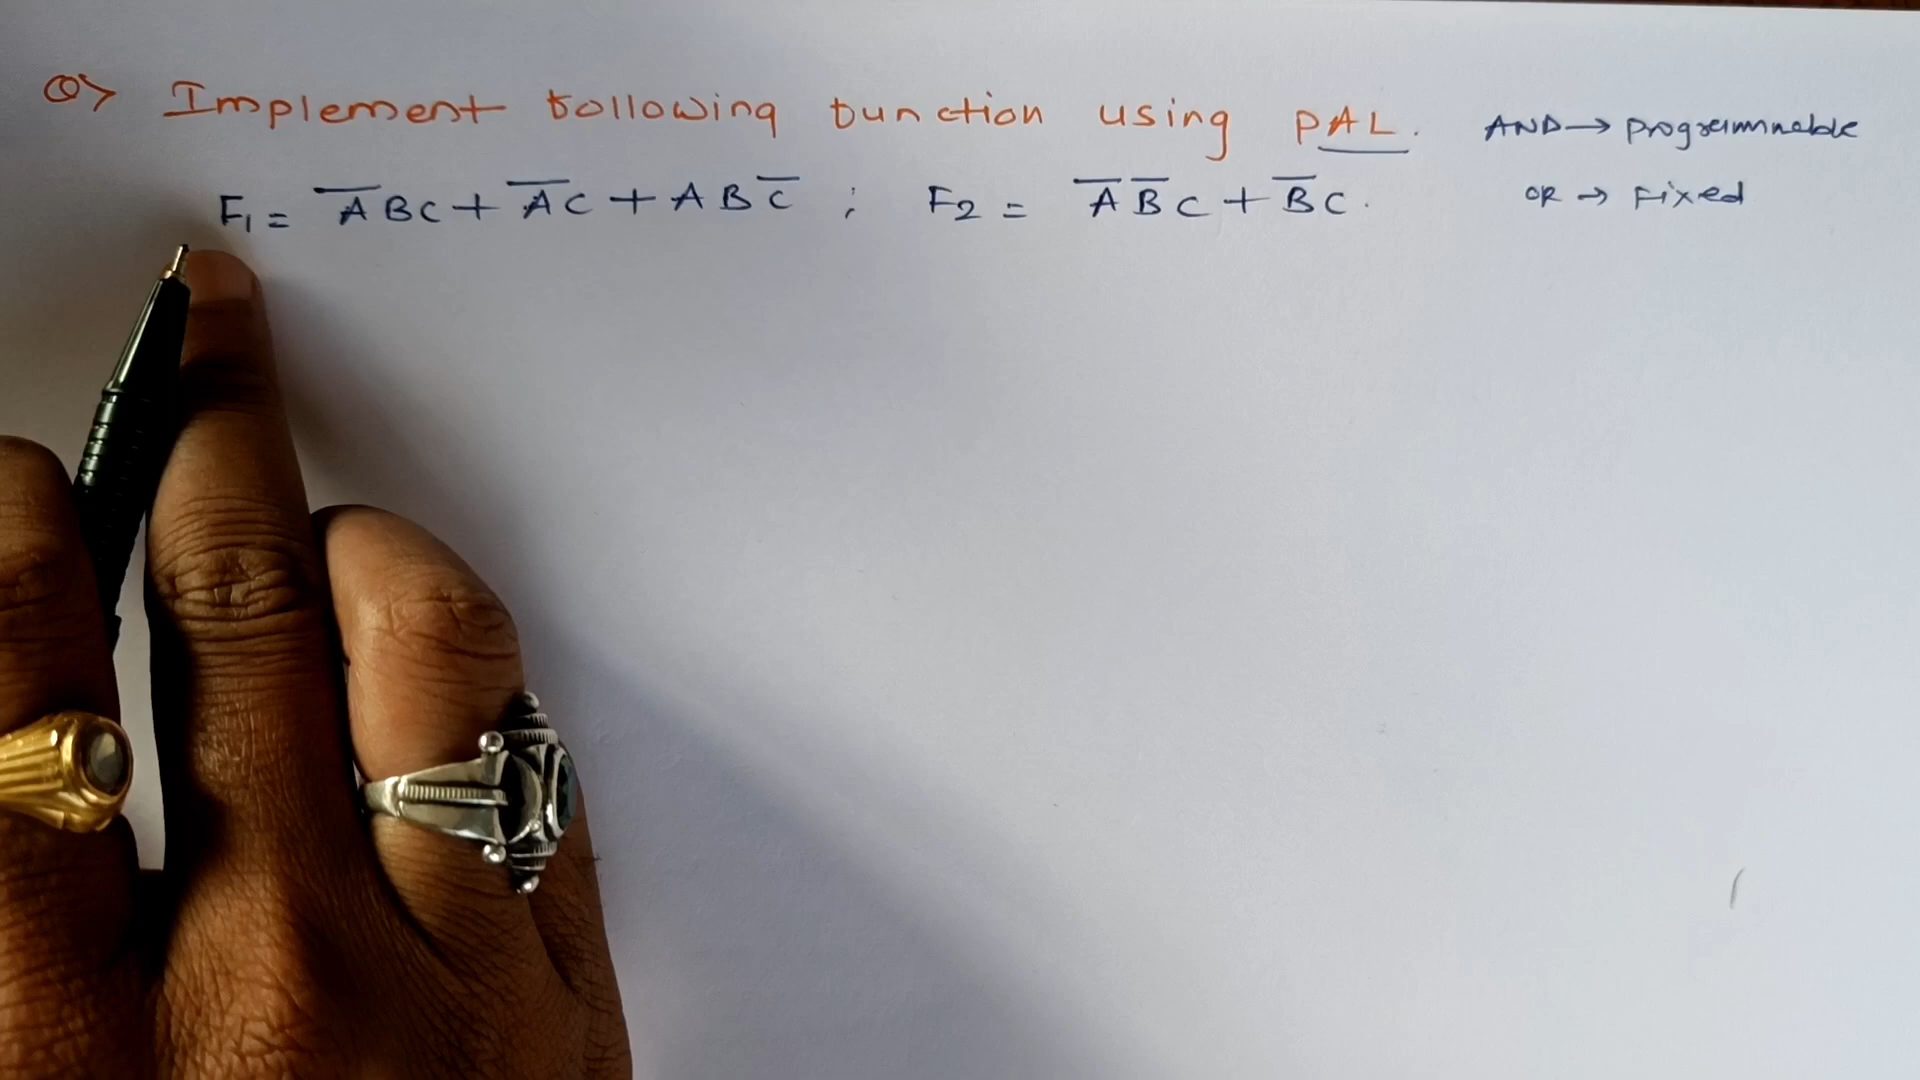 Q> Implement following function using PAL. AND → programmable
F₁ = A̅BC + A̅C + ABC̅ ; F₂ = A̅B̅C + B̅C. OR → Fixed